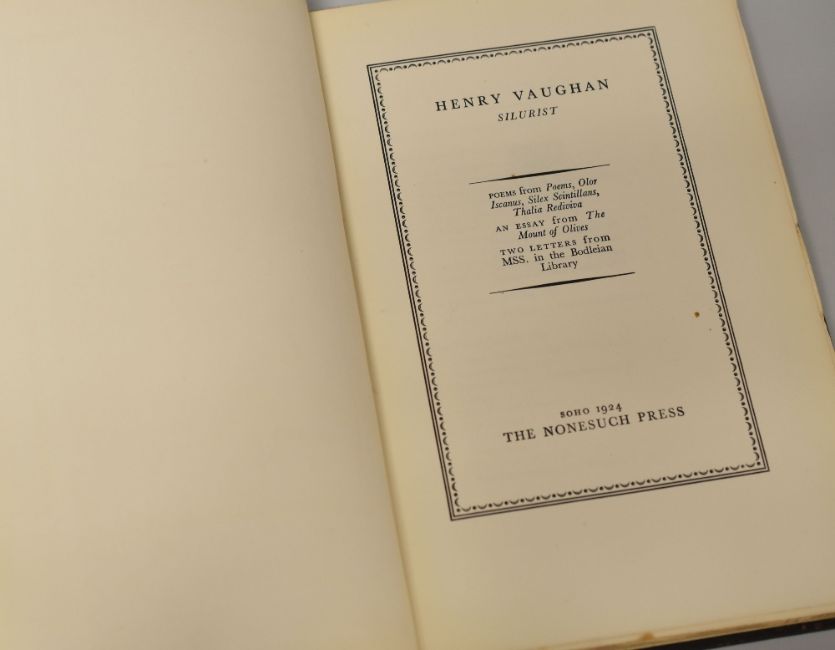 HENRY VAUGHAN
SILURIST
POEMS from Poems, Olor
Iscanus, Silex Scintillans,
Thalia Rediviva
AN ESSAY from The
Mount of Olives
TWO LETTERS from
MSS. in the Bodleian
Library
SOHO 1924
THE NONESUCH PRESS